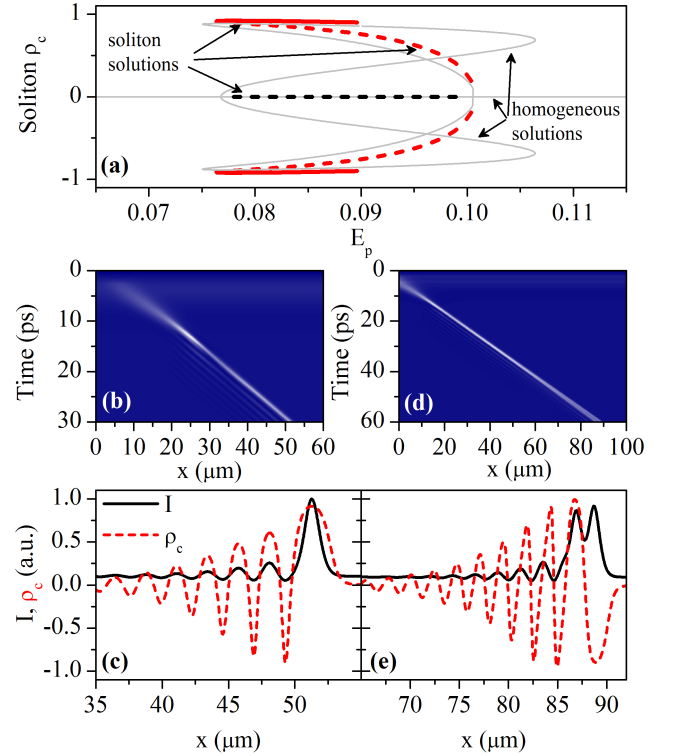 1
0
-1
Soliton ρc
soliton
solutions
homogeneous
solutions
(a)
0.07 0.08 0.09 0.10 0.11
Ep
0
10
20
30
Time (ps)
(b)
0 10 20 30 40 50 60
x (μm)
0
20
40
60
Time (ps)
(d)
0 20 40 60 80 100
x (μm)
1.0
0.5
0.0
-0.5
-1.0
I, ρc (a.u.)
I
ρc
(c)
35 40 45 50
x (μm)
(e)
70 75 80 85 90
x (μm)